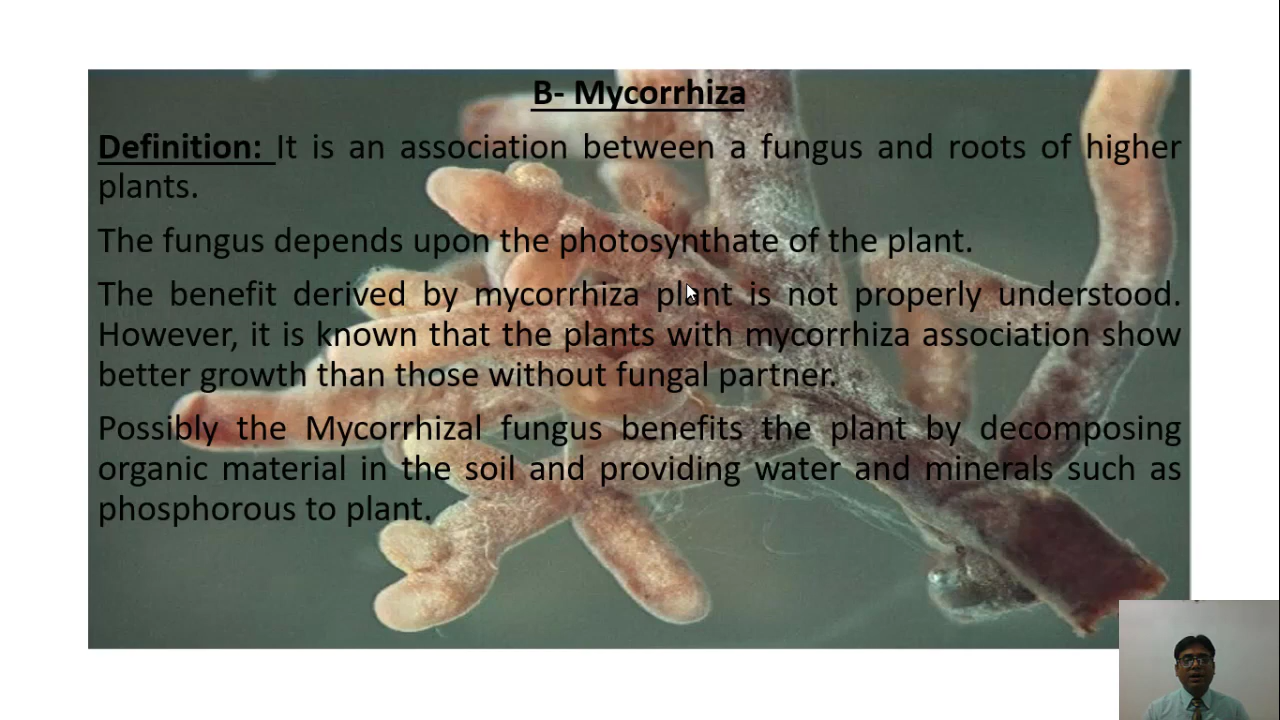 B- Mycorrhiza
Definition: It is an association between a fungus and roots of higher
plants.
The fungus depends upon the photosynthate of the plant.
The benefit derived by mycorrhiza plant is not properly understood.
However, it is known that the plants with mycorrhiza association show
better growth than those without fungal partner.
Possibly the Mycorrhizal fungus benefits the plant by decomposing
organic material in the soil and providing water and minerals such as
phosphorous to plant.